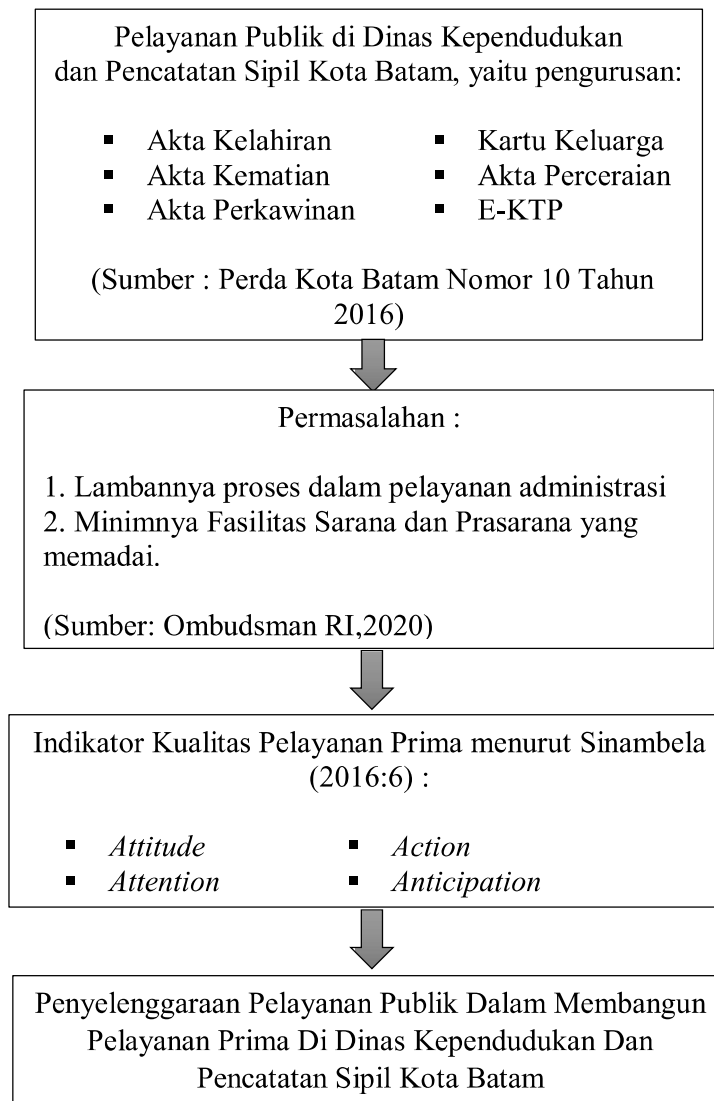 Pelayanan Publik di Dinas Kependudukan
dan Pencatatan Sipil Kota Batam, yaitu pengurusan:
▪ Akta Kelahiran ▪ Kartu Keluarga
▪ Akta Kematian ▪ Akta Perceraian
▪ Akta Perkawinan ▪ E-KTP
(Sumber : Perda Kota Batam Nomor 10 Tahun
2016)
Permasalahan :
1. Lambannya proses dalam pelayanan administrasi
2. Minimnya Fasilitas Sarana dan Prasarana yang
memadai.
(Sumber: Ombudsman RI,2020)
Indikator Kualitas Pelayanan Prima menurut Sinambela
(2016:6) :
▪ Attitude ▪ Action
▪ Attention ▪ Anticipation
Penyelenggaraan Pelayanan Publik Dalam Membangun
Pelayanan Prima Di Dinas Kependudukan Dan
Pencatatan Sipil Kota Batam